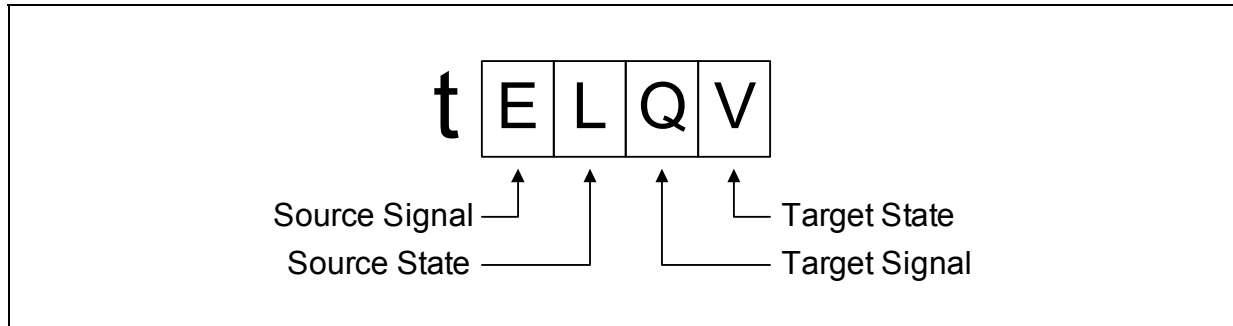 t E L Q V
Source Signal Target State
Source State Target Signal